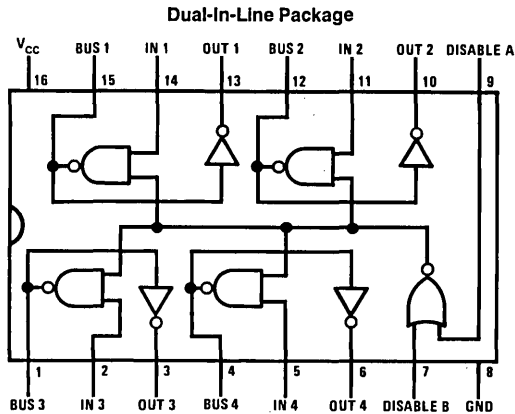 Dual-In-Line Package
VCC BUS 1 IN 1 OUT 1 BUS 2 IN 2 OUT 2 DISABLE A
16 15 14 13 12 11 10 9
1 2 3 4 5 6 7 8
BUS 3 IN 3 OUT 3 BUS 4 IN 4 OUT 4 DISABLE B GND